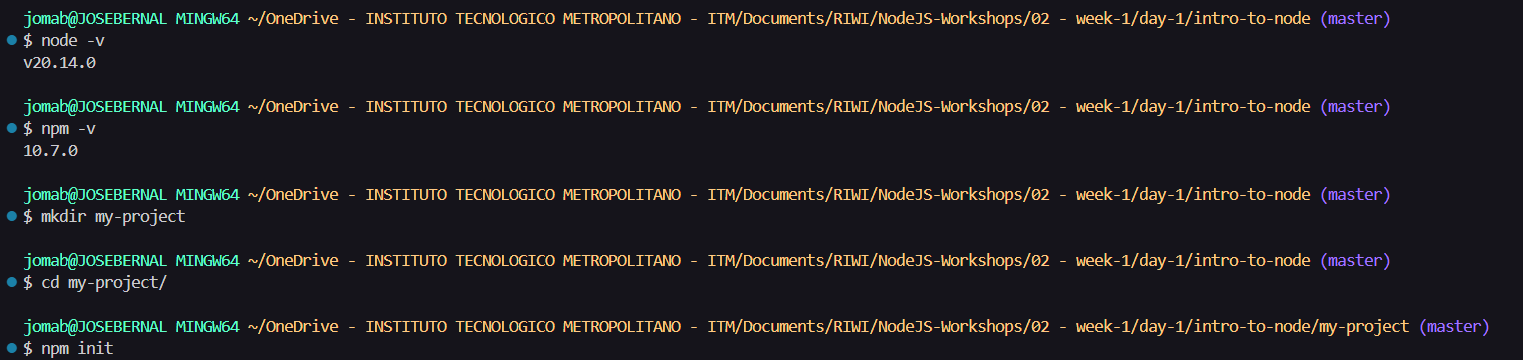 jomab@JOSEBERNAL MINGW64 ~/OneDrive - INSTITUTO TECNOLOGICO METROPOLITANO - ITM/Documents/RIWI/NodeJS-Workshops/02 - week-1/day-1/intro-to-node (master)
$ node -v
v20.14.0
jomab@JOSEBERNAL MINGW64 ~/OneDrive - INSTITUTO TECNOLOGICO METROPOLITANO - ITM/Documents/RIWI/NodeJS-Workshops/02 - week-1/day-1/intro-to-node (master)
$ npm -v
10.7.0
jomab@JOSEBERNAL MINGW64 ~/OneDrive - INSTITUTO TECNOLOGICO METROPOLITANO - ITM/Documents/RIWI/NodeJS-Workshops/02 - week-1/day-1/intro-to-node (master)
$ mkdir my-project
jomab@JOSEBERNAL MINGW64 ~/OneDrive - INSTITUTO TECNOLOGICO METROPOLITANO - ITM/Documents/RIWI/NodeJS-Workshops/02 - week-1/day-1/intro-to-node (master)
$ cd my-project/
jomab@JOSEBERNAL MINGW64 ~/OneDrive - INSTITUTO TECNOLOGICO METROPOLITANO - ITM/Documents/RIWI/NodeJS-Workshops/02 - week-1/day-1/intro-to-node/my-project (master)
$ npm init